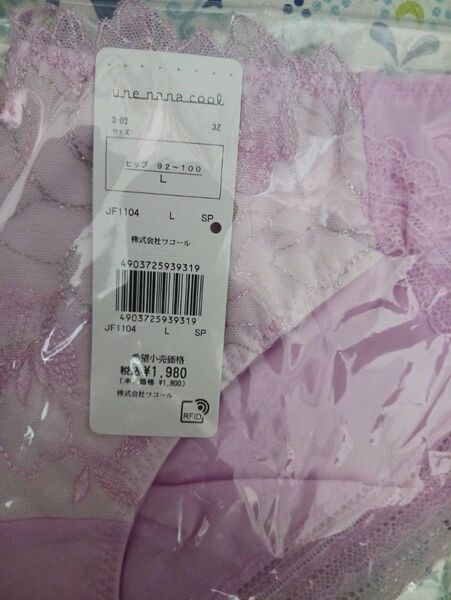 une nana cool
3-02 3Z
サイズ
ヒップ 92~100
L
JF1104 L SP
株式会社ワコール
4903725939319
4903725939319
JF1104 L SP
希望小売価格
税込¥1,980
(本体価格 ¥1,800)
株式会社ワコール
RFID